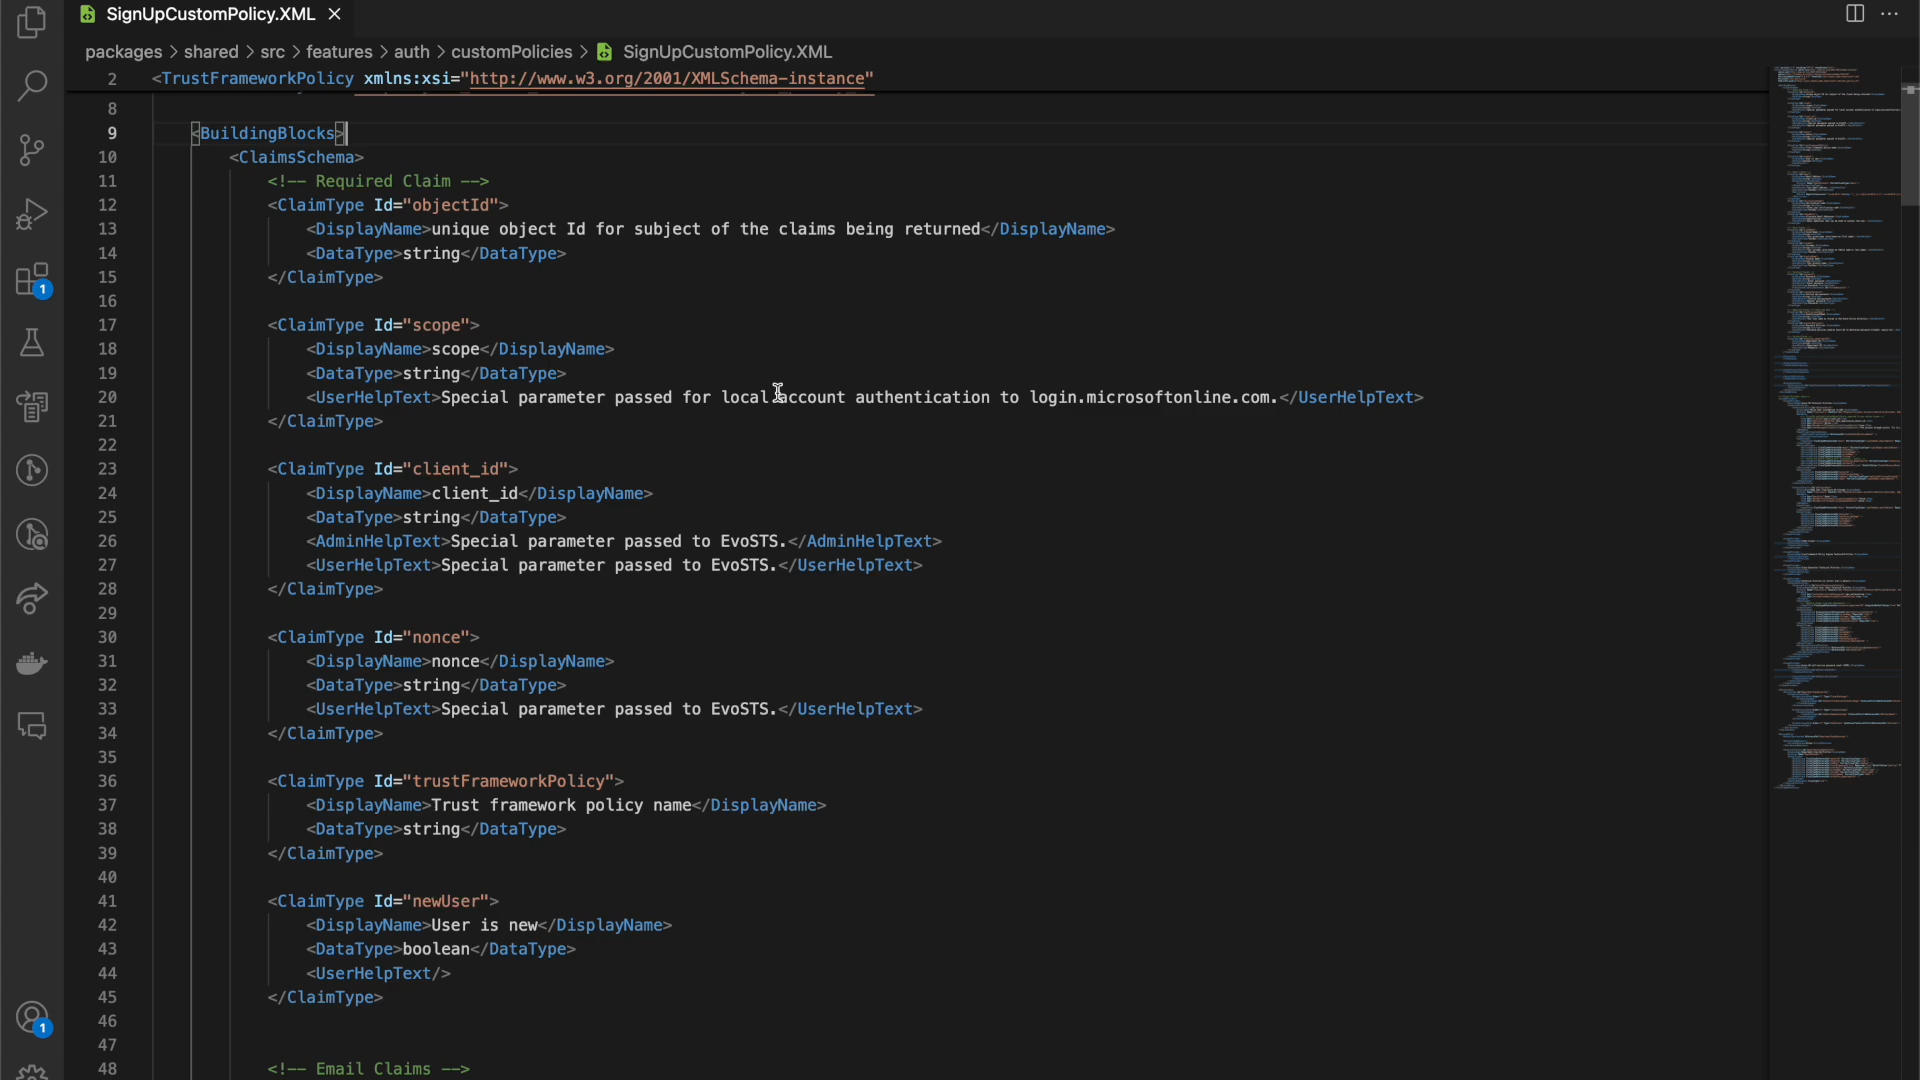 SignUpCustomPolicy.XML
packages > shared > src > features > auth > customPolicies > SignUpCustomPolicy.XML
2 <TrustFrameworkPolicy xmlns:xsi="http://www.w3.org/2001/XMLSchema-instance"
8
9 <BuildingBlocks>
10 <ClaimsSchema>
11 <!-- Required Claim -->
12 <ClaimType Id="objectId">
13 <DisplayName>unique object Id for subject of the claims being returned</DisplayName>
14 <DataType>string</DataType>
15 </ClaimType>
16
17 <ClaimType Id="scope">
18 <DisplayName>scope</DisplayName>
19 <DataType>string</DataType>
20 <UserHelpText>Special parameter passed for local account authentication to login.microsoftonline.com.</UserHelpText>
21 </ClaimType>
22
23 <ClaimType Id="client_id">
24 <DisplayName>client_id</DisplayName>
25 <DataType>string</DataType>
26 <AdminHelpText>Special parameter passed to EvoSTS.</AdminHelpText>
27 <UserHelpText>Special parameter passed to EvoSTS.</UserHelpText>
28 </ClaimType>
29
30 <ClaimType Id="nonce">
31 <DisplayName>nonce</DisplayName>
32 <DataType>string</DataType>
33 <UserHelpText>Special parameter passed to EvoSTS.</UserHelpText>
34 </ClaimType>
35
36 <ClaimType Id="trustFrameworkPolicy">
37 <DisplayName>Trust framework policy name</DisplayName>
38 <DataType>string</DataType>
39 </ClaimType>
40
41 <ClaimType Id="newUser">
42 <DisplayName>User is new</DisplayName>
43 <DataType>boolean</DataType>
44 <UserHelpText/>
45 </ClaimType>
46
47
48 <!-- Email Claims -->
1
1